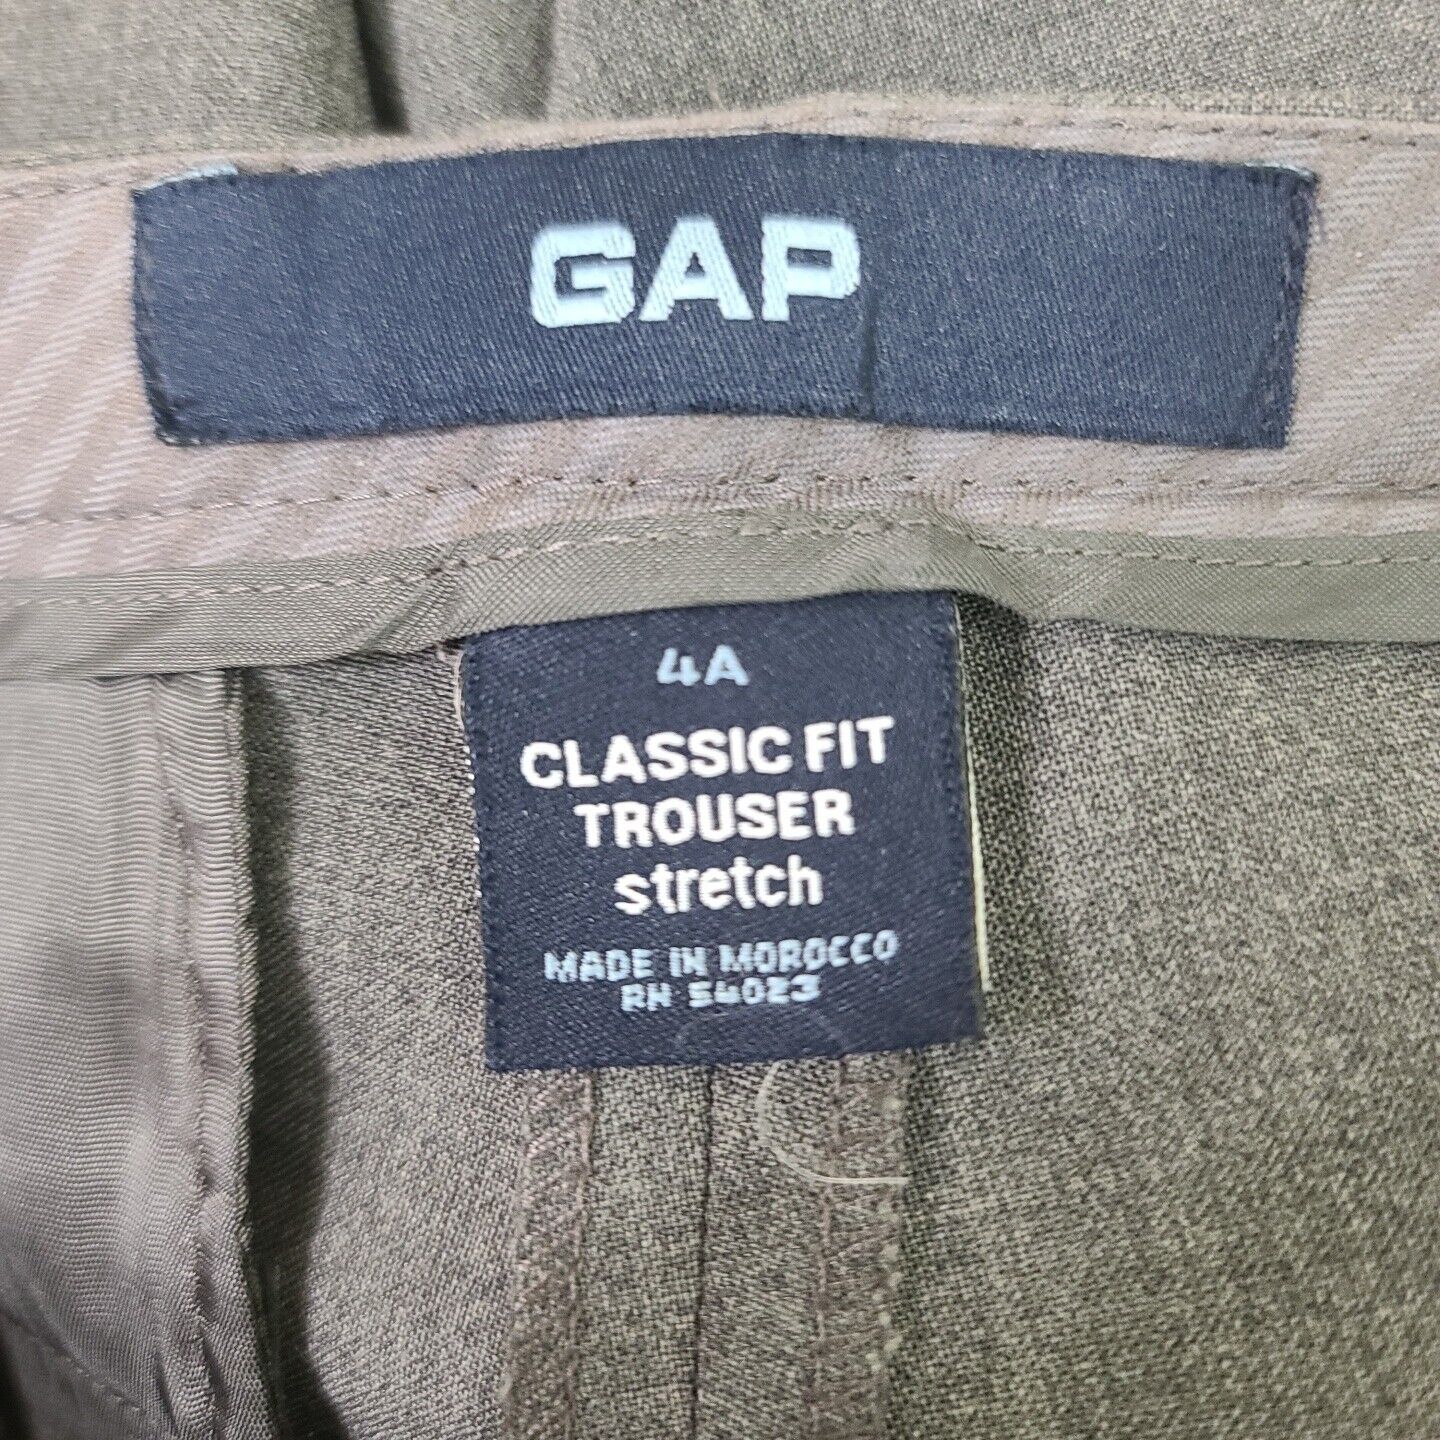 GAP
4A
CLASSIC FIT
TROUSER
stretch
MADE IN MOROCCO
RN 54023